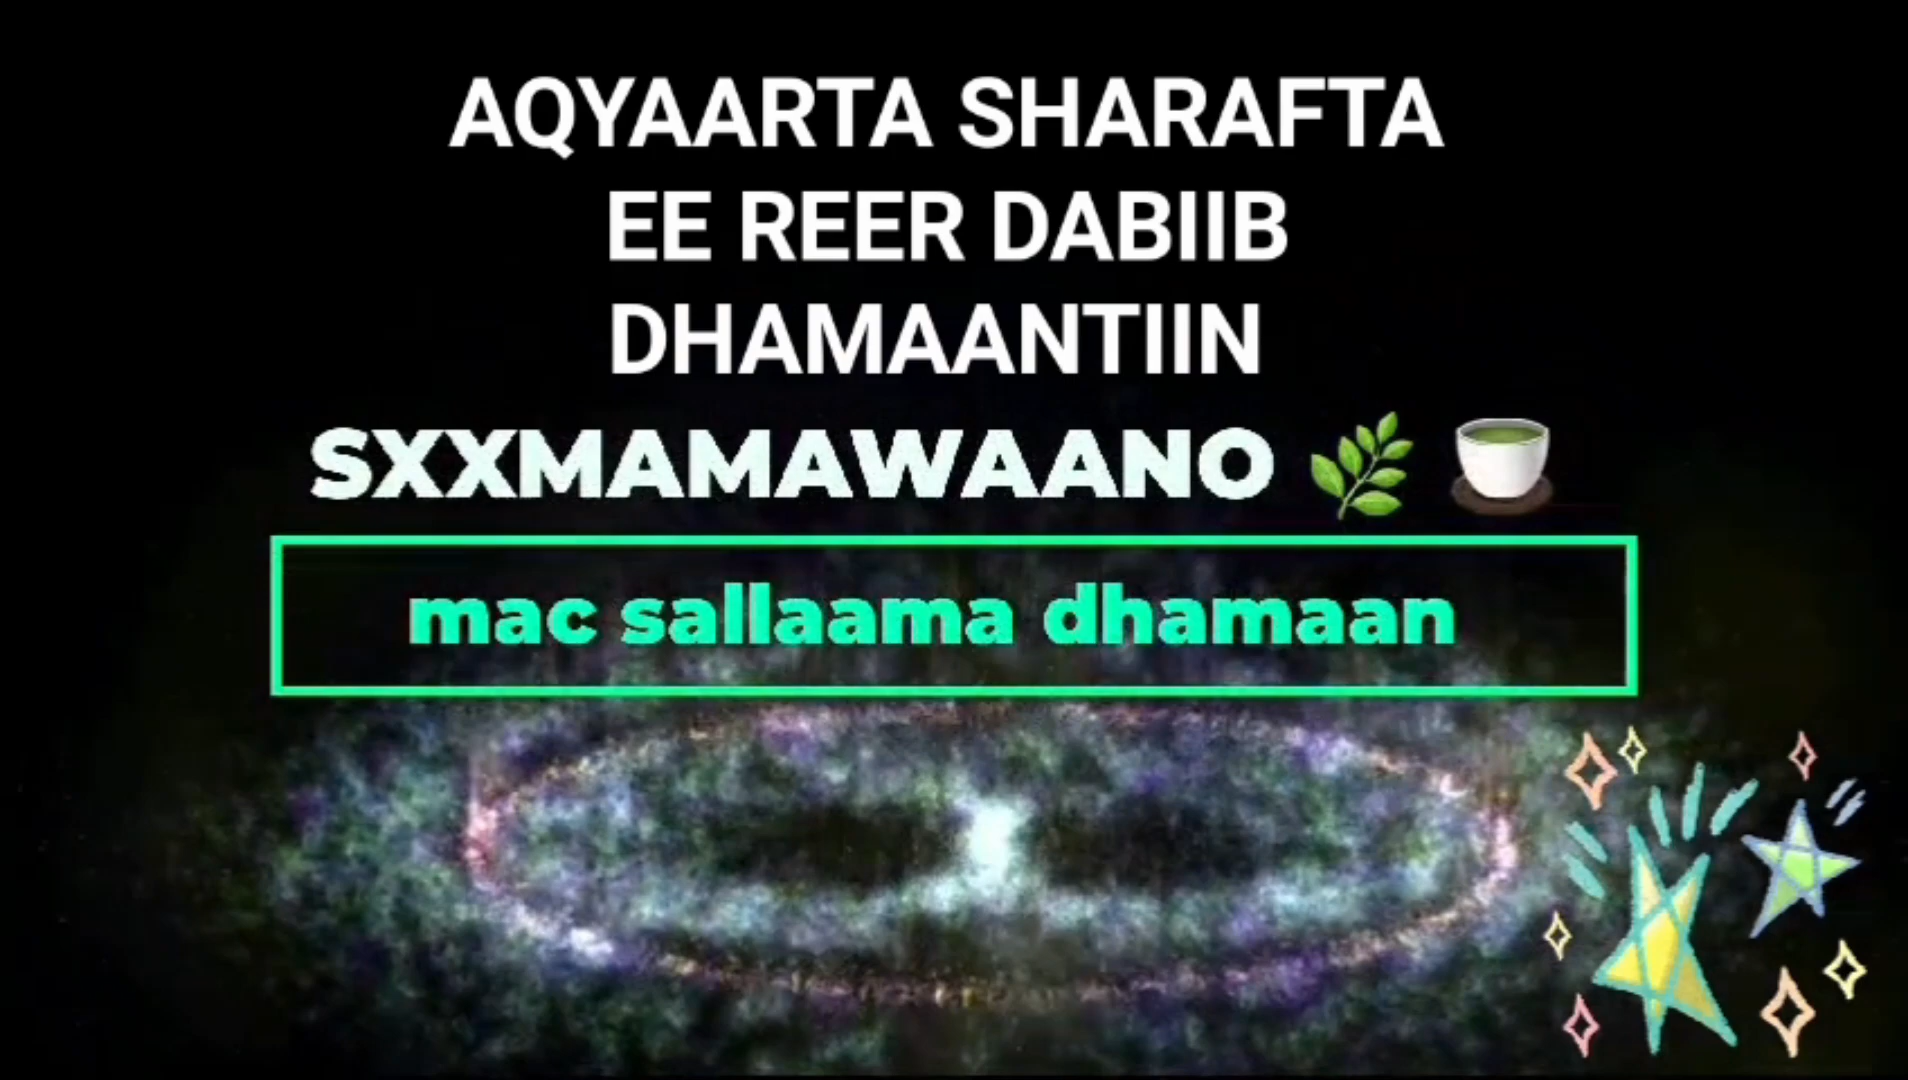 AQYAARTA SHARAFTA
EE REER DABIIB
DHAMAANTIIN
SXXMAMAWAANO 🌿 🍵
mac sallaama dhamaan